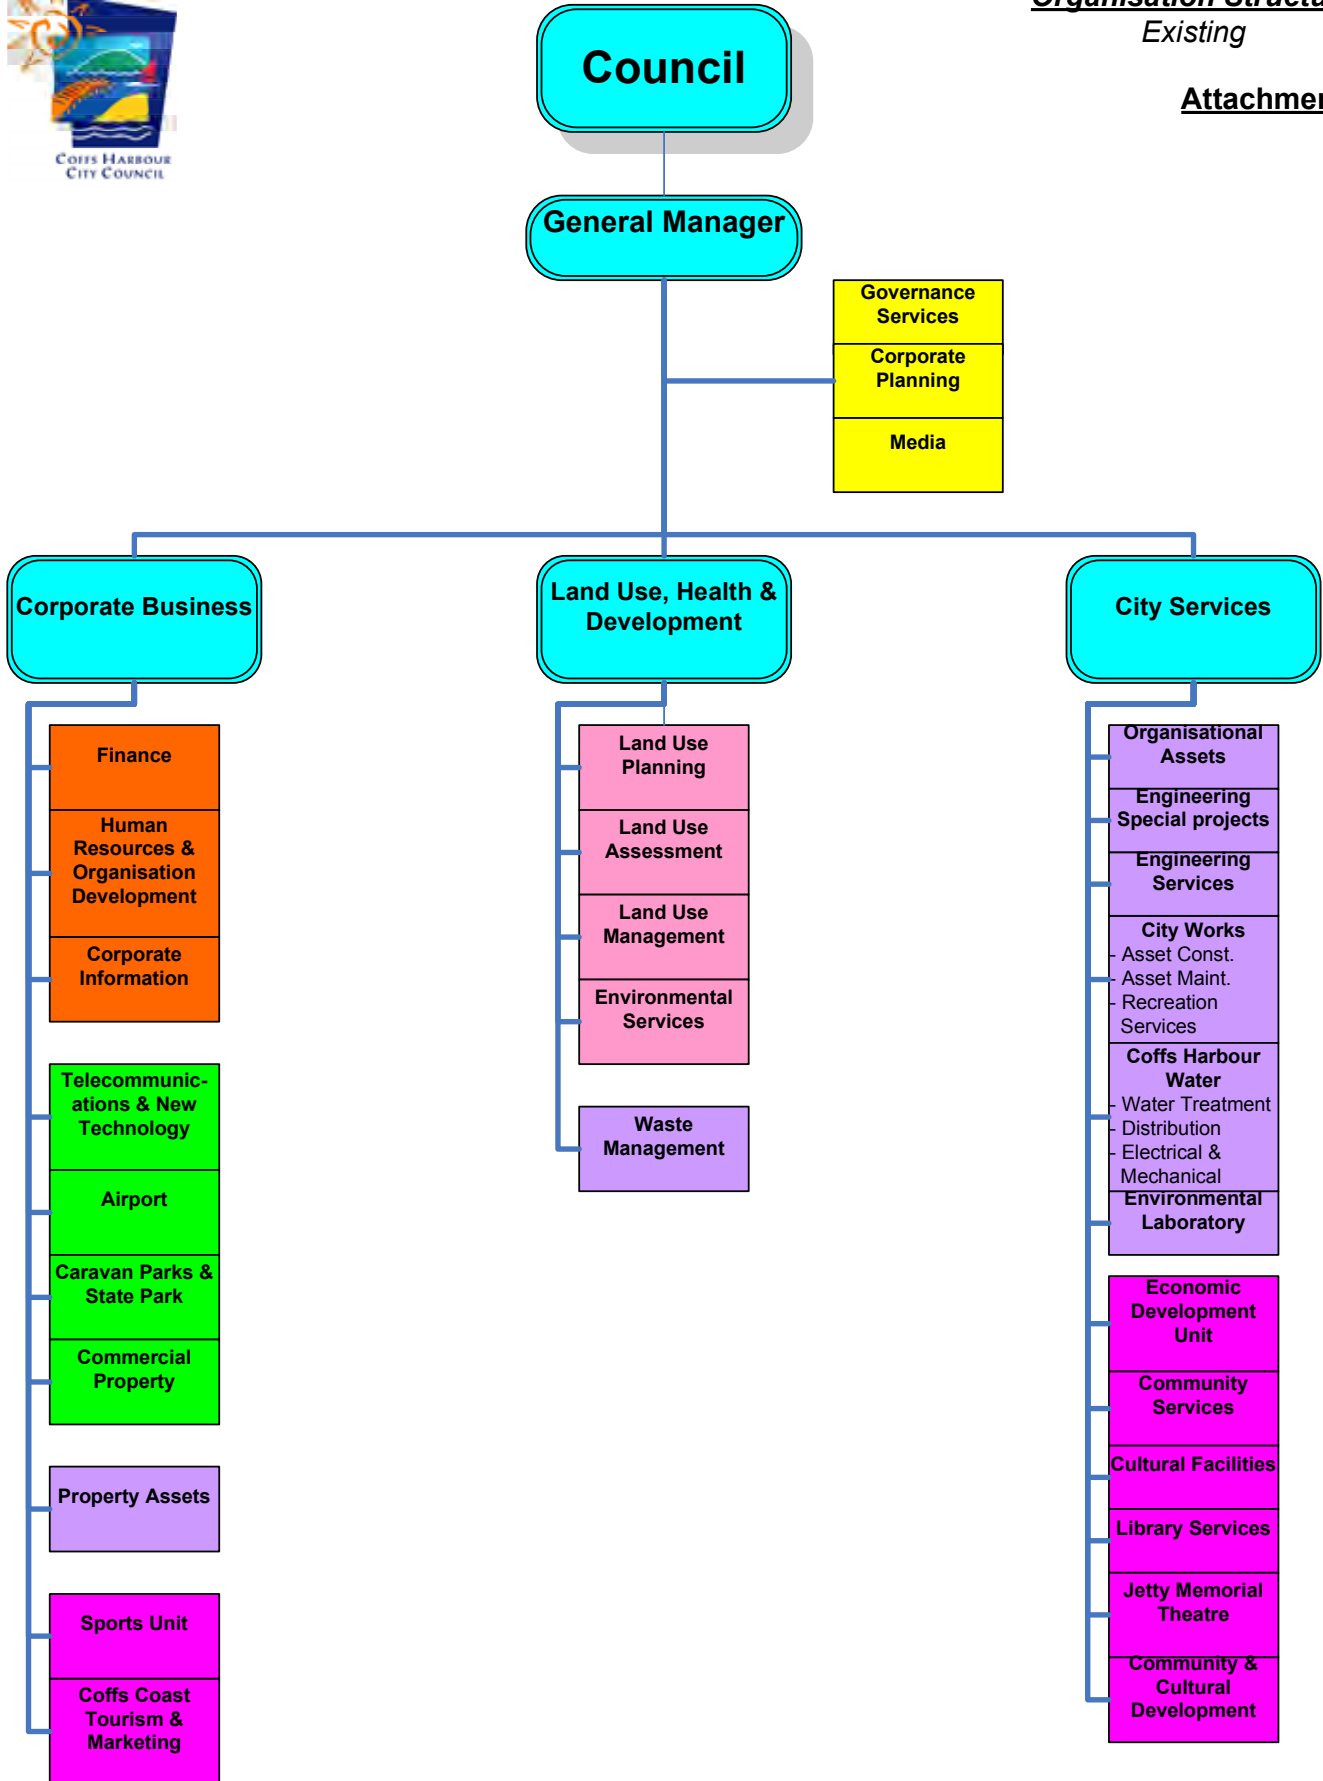 Organisation Structu
Existing
Attachmen
COFFS HARBOUR
CITY COUNCIL
Council
General Manager
Governance
Services
Corporate
Planning
Media
Corporate Business
Land Use, Health &
Development
City Services
Finance
Human
Resources &
Organisation
Development
Corporate
Information
Telecommunic-
ations & New
Technology
Airport
Caravan Parks &
State Park
Commercial
Property
Property Assets
Sports Unit
Coffs Coast
Tourism &
Marketing
Land Use
Planning
Land Use
Assessment
Land Use
Management
Environmental
Services
Waste
Management
Organisational
Assets
Engineering
Special projects
Engineering
Services
City Works
- Asset Const.
- Asset Maint.
- Recreation
Services
Coffs Harbour
Water
- Water Treatment
- Distribution
- Electrical &
Mechanical
Environmental
Laboratory
Economic
Development
Unit
Community
Services
Cultural Facilities
Library Services
Jetty Memorial
Theatre
Community &
Cultural
Development